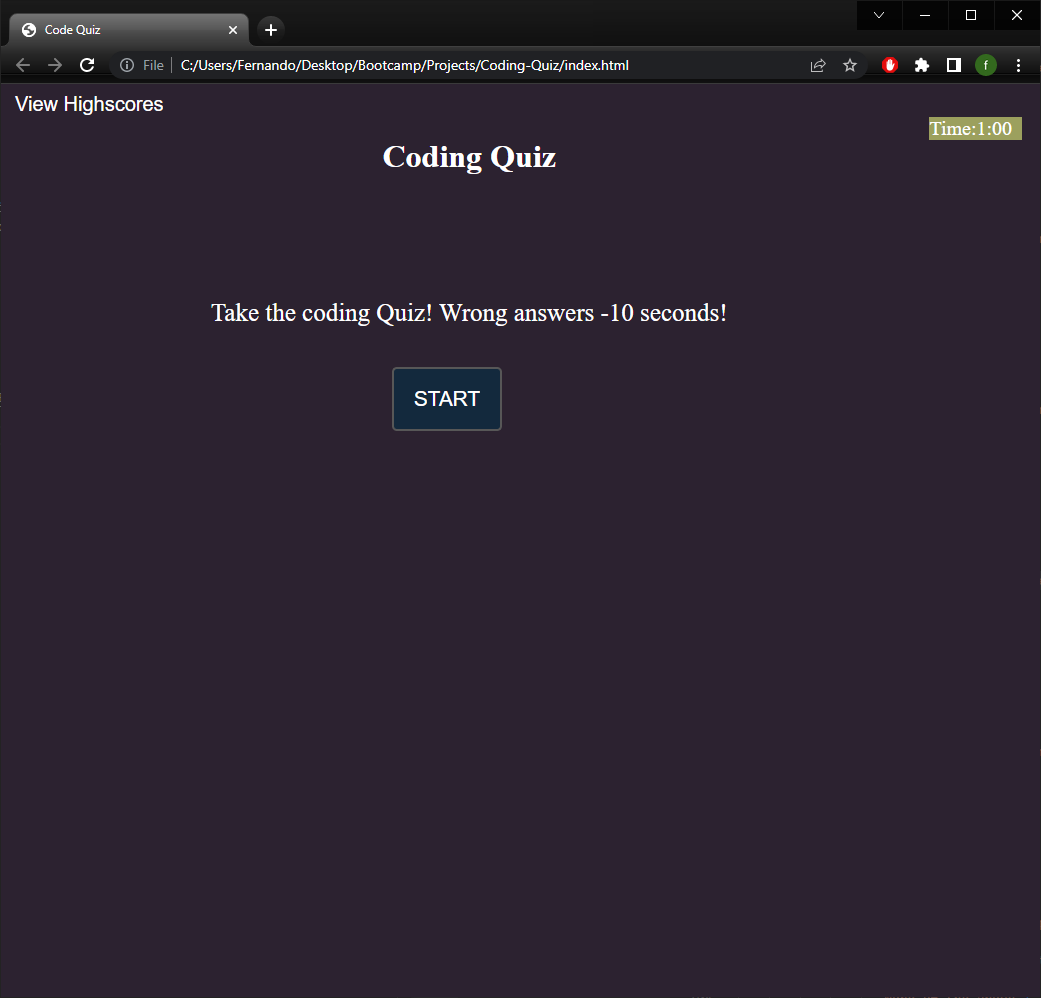 Code Quiz
File C:/Users/Fernando/Desktop/Bootcamp/Projects/Coding-Quiz/index.html
f
View Highscores
Time:1:00
Coding Quiz
Take the coding Quiz! Wrong answers -10 seconds!
START